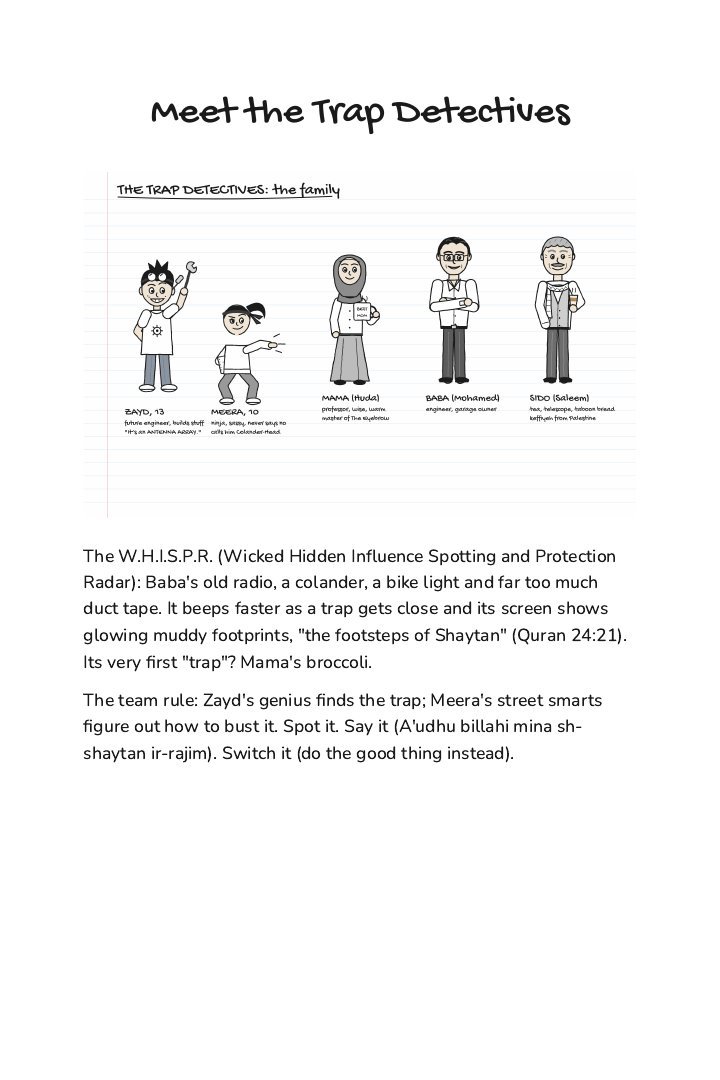 Meet the Trap Detectives
THE TRAP DETECTIVES: the family
ZAYD, 13
future engineer, builds stuff
"It's an ANTENNA ARRAY."
MEERA, 10
ninja, sassy, never says no
calls him Colander-Head
BEST
MOM
MAMA (Huda)
professor, wise, warm
master of The Eyebrow
BABA (Mohamed)
engineer, garage owner
SIDO (Saleem)
tea, telescope, taboon bread
keffiyeh from Palestine
The W.H.I.S.P.R. (Wicked Hidden Influence Spotting and Protection
Radar): Baba's old radio, a colander, a bike light and far too much
duct tape. It beeps faster as a trap gets close and its screen shows
glowing muddy footprints, "the footsteps of Shaytan" (Quran 24:21).
Its very first "trap"? Mama's broccoli.
The team rule: Zayd's genius finds the trap; Meera's street smarts
figure out how to bust it. Spot it. Say it (A'udhu billahi mina sh-
shaytan ir-rajim). Switch it (do the good thing instead).